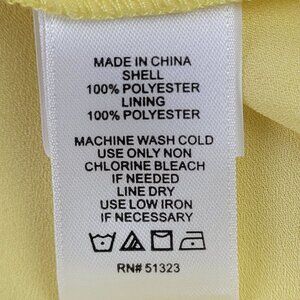 MADE IN CHINA
SHELL
100% POLYESTER
LINING
100% POLYESTER
MACHINE WASH COLD
USE ONLY NON
CHLORINE BLEACH
IF NEEDED
LINE DRY
USE LOW IRON
IF NECESSARY
RN# 51323